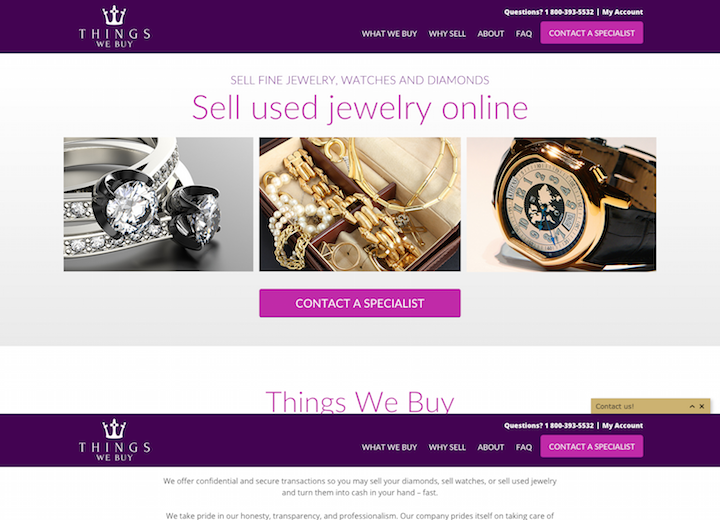 Questions? 1 800-393-5532 | My Account
THINGS
WE BUY
WHAT WE BUY WHY SELL ABOUT FAQ CONTACT A SPECIALIST
SELL FINE JEWELRY, WATCHES AND DIAMONDS
Sell used jewelry online
CONTACT A SPECIALIST
Things We Buy
Contact us!
Questions? 1 800-393-5532 | My Account
THINGS
WE BUY
WHAT WE BUY WHY SELL ABOUT FAQ CONTACT A SPECIALIST
We offer confidential and secure transactions so you may sell your diamonds, sell watches, or sell used jewelry
and turn them into cash in your hand – fast.
We take pride in our honesty, transparency, and professionalism. Our company prides itself on taking care of